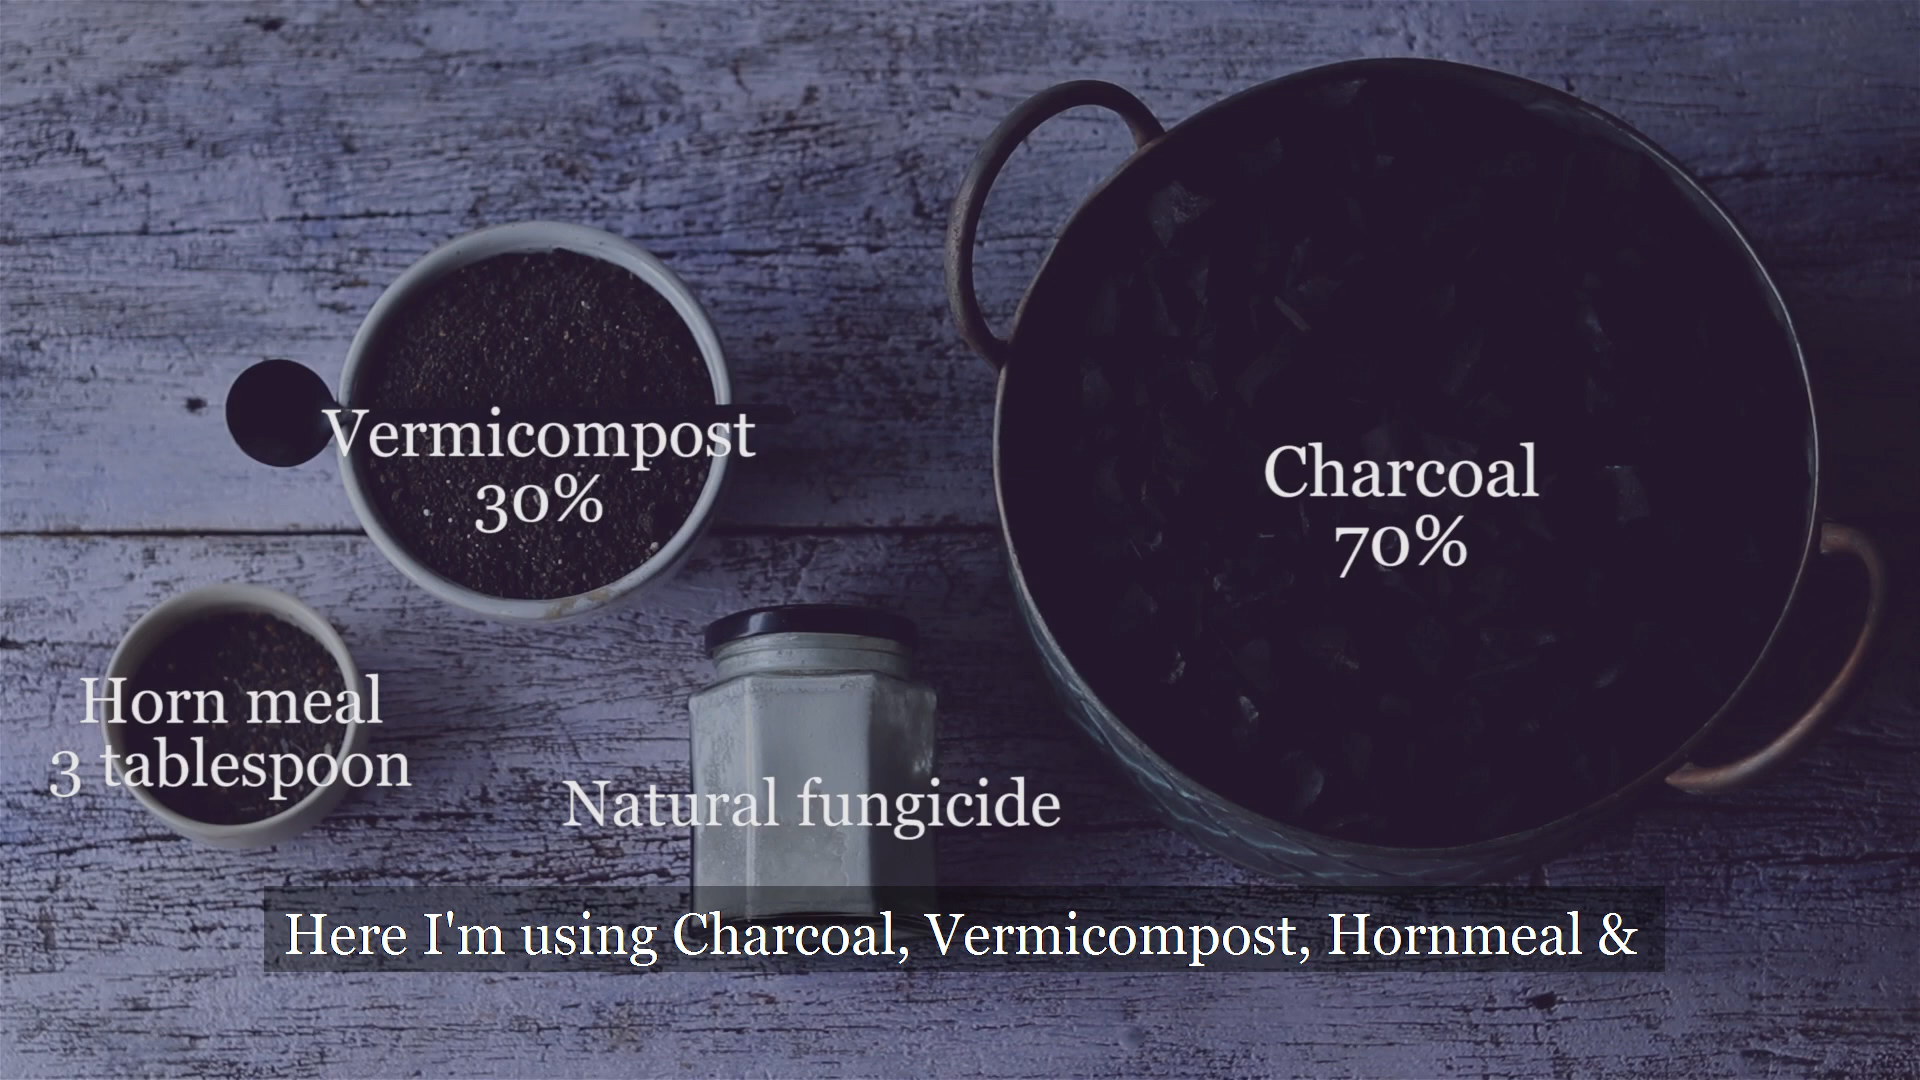 Vermicompost
30%
Charcoal
70%
Horn meal
3 tablespoon
Natural fungicide
Here I'm using Charcoal, Vermicompost, Hornmeal &